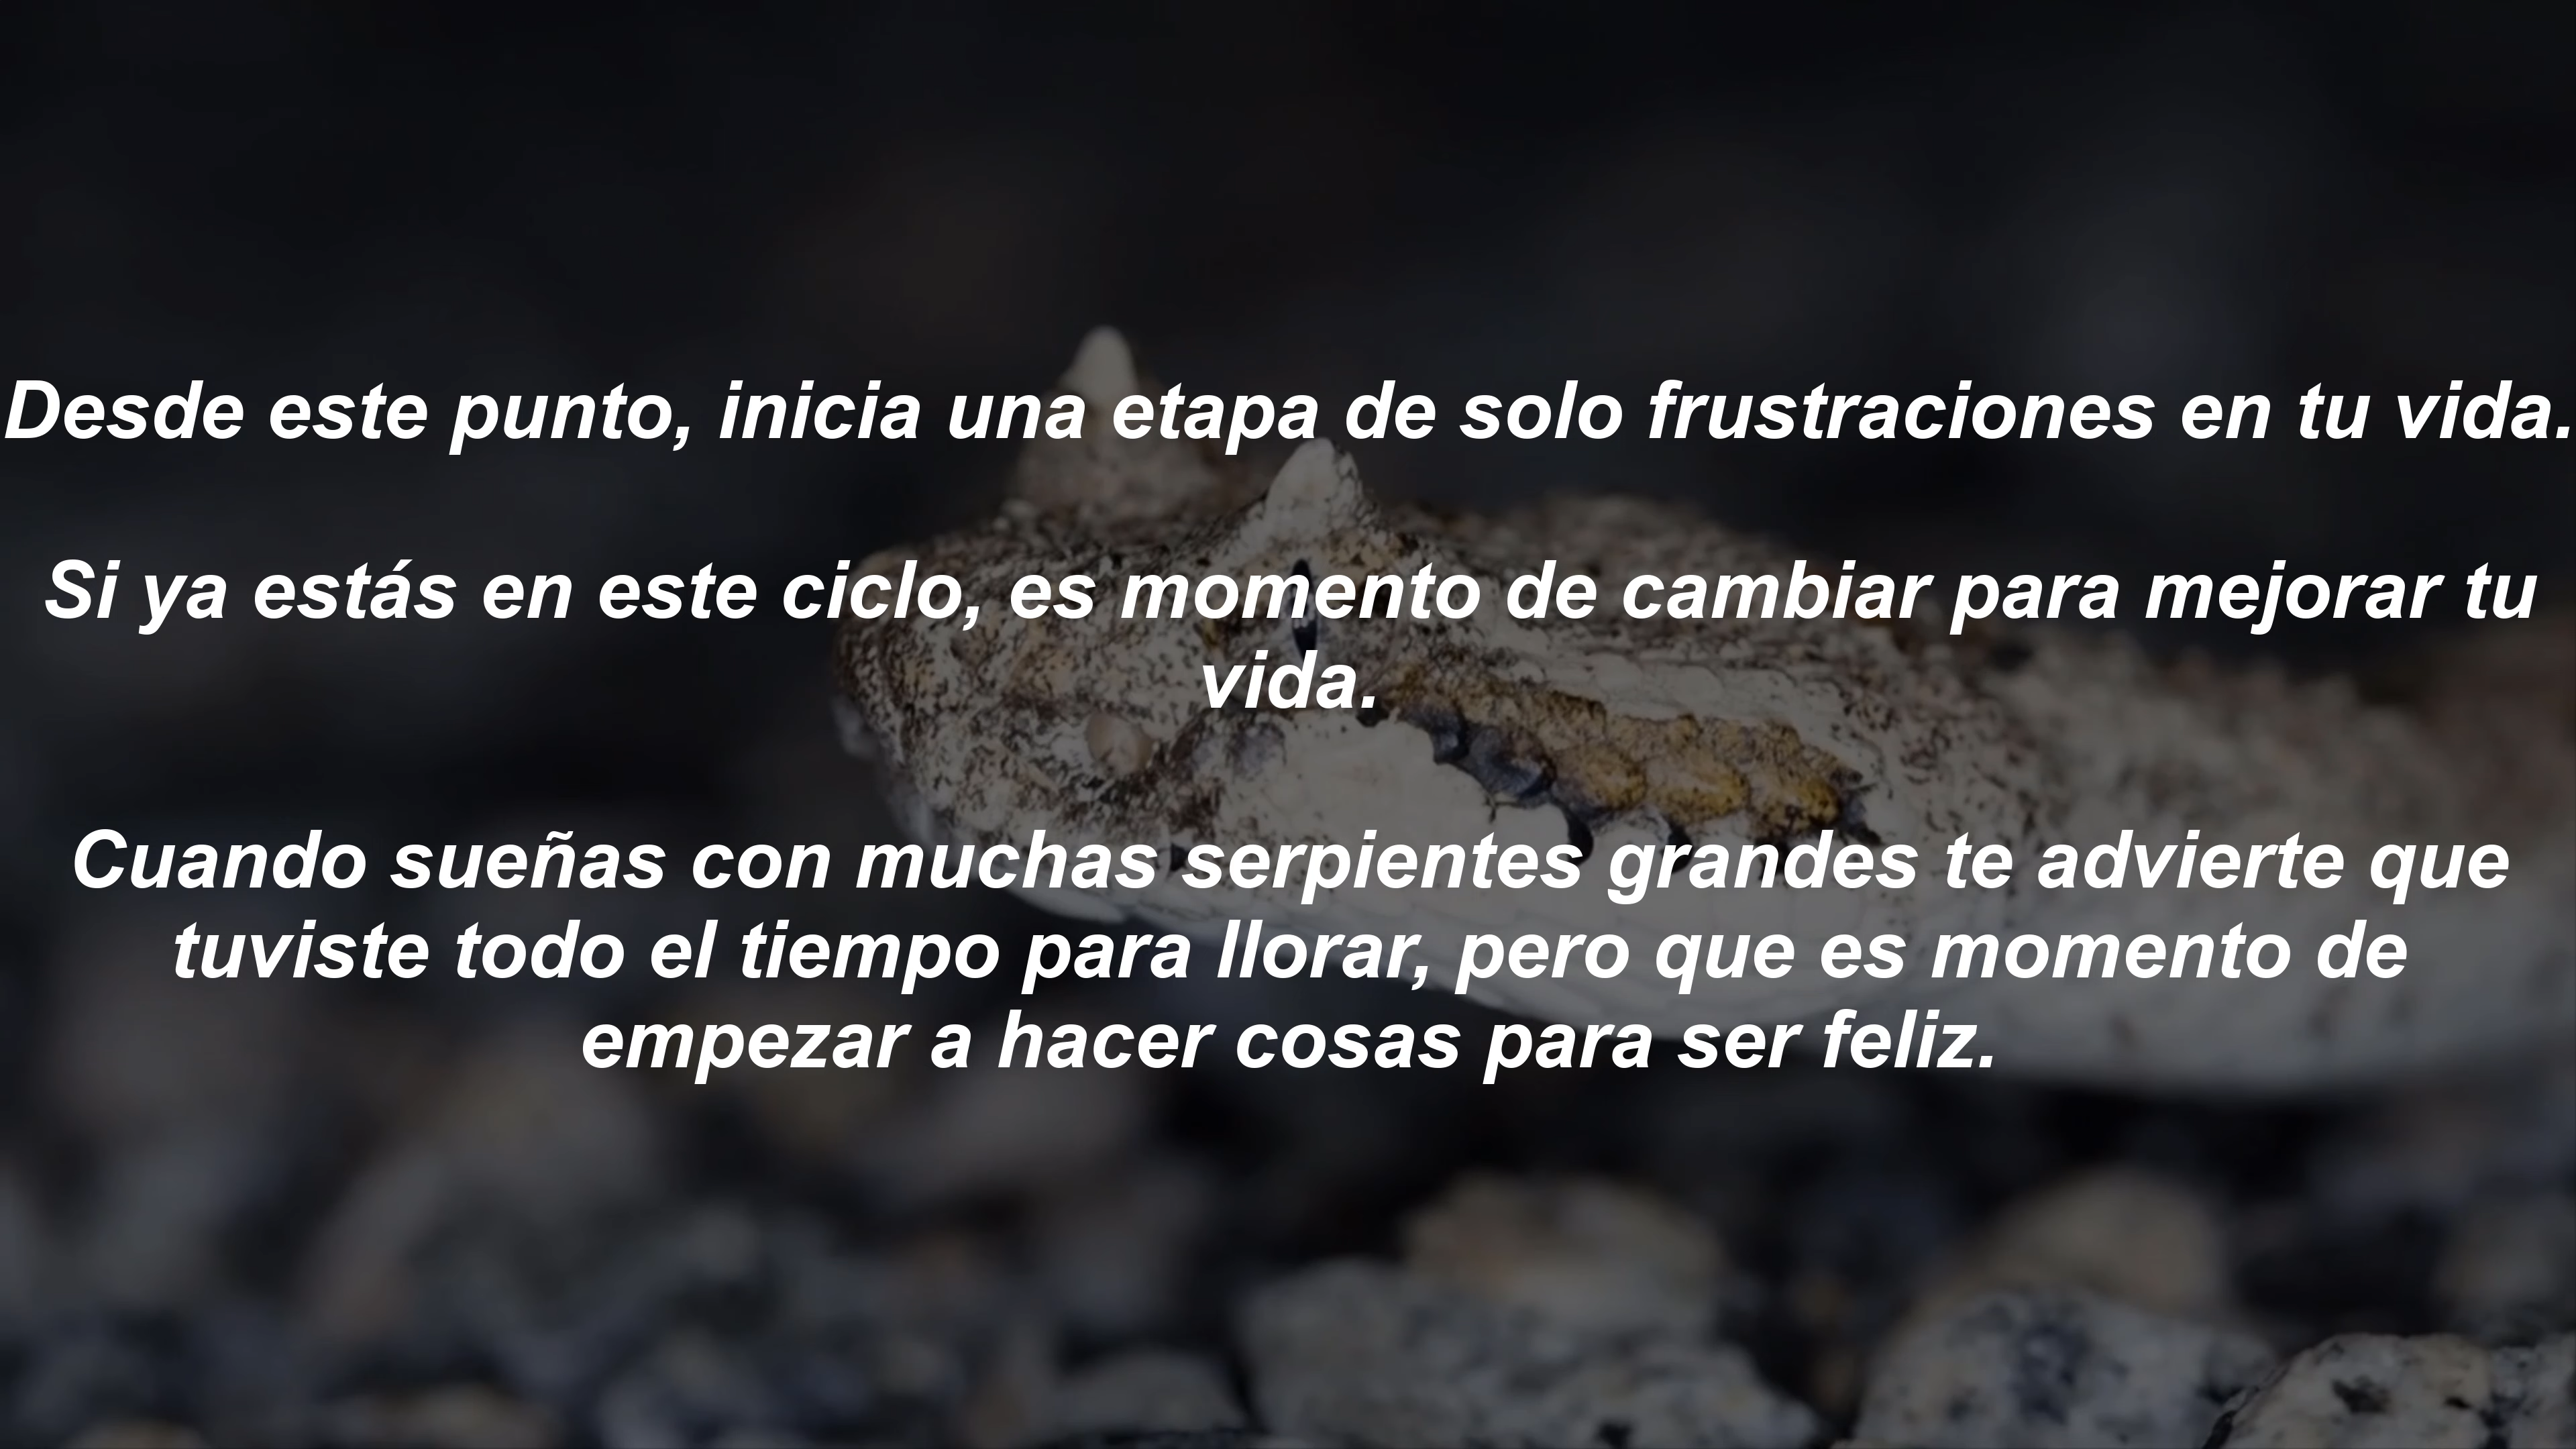 Desde este punto, inicia una etapa de solo frustraciones en tu vida.
Si ya estás en este ciclo, es momento de cambiar para mejorar tu
vida.
Cuando sueñas con muchas serpientes grandes te advierte que
tuviste todo el tiempo para llorar, pero que es momento de
empezar a hacer cosas para ser feliz.